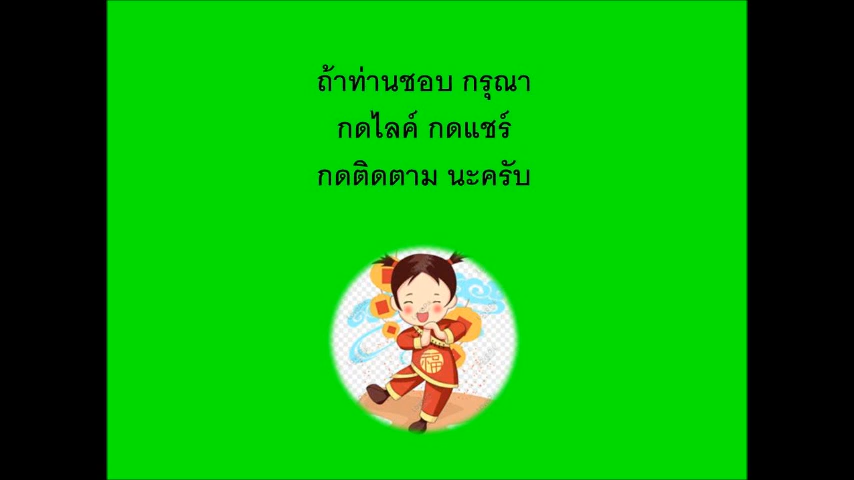 ถ้าท่านชอบ กรุณา
กดไลค์ กดแชร์
กดติดตาม นะครับ
福